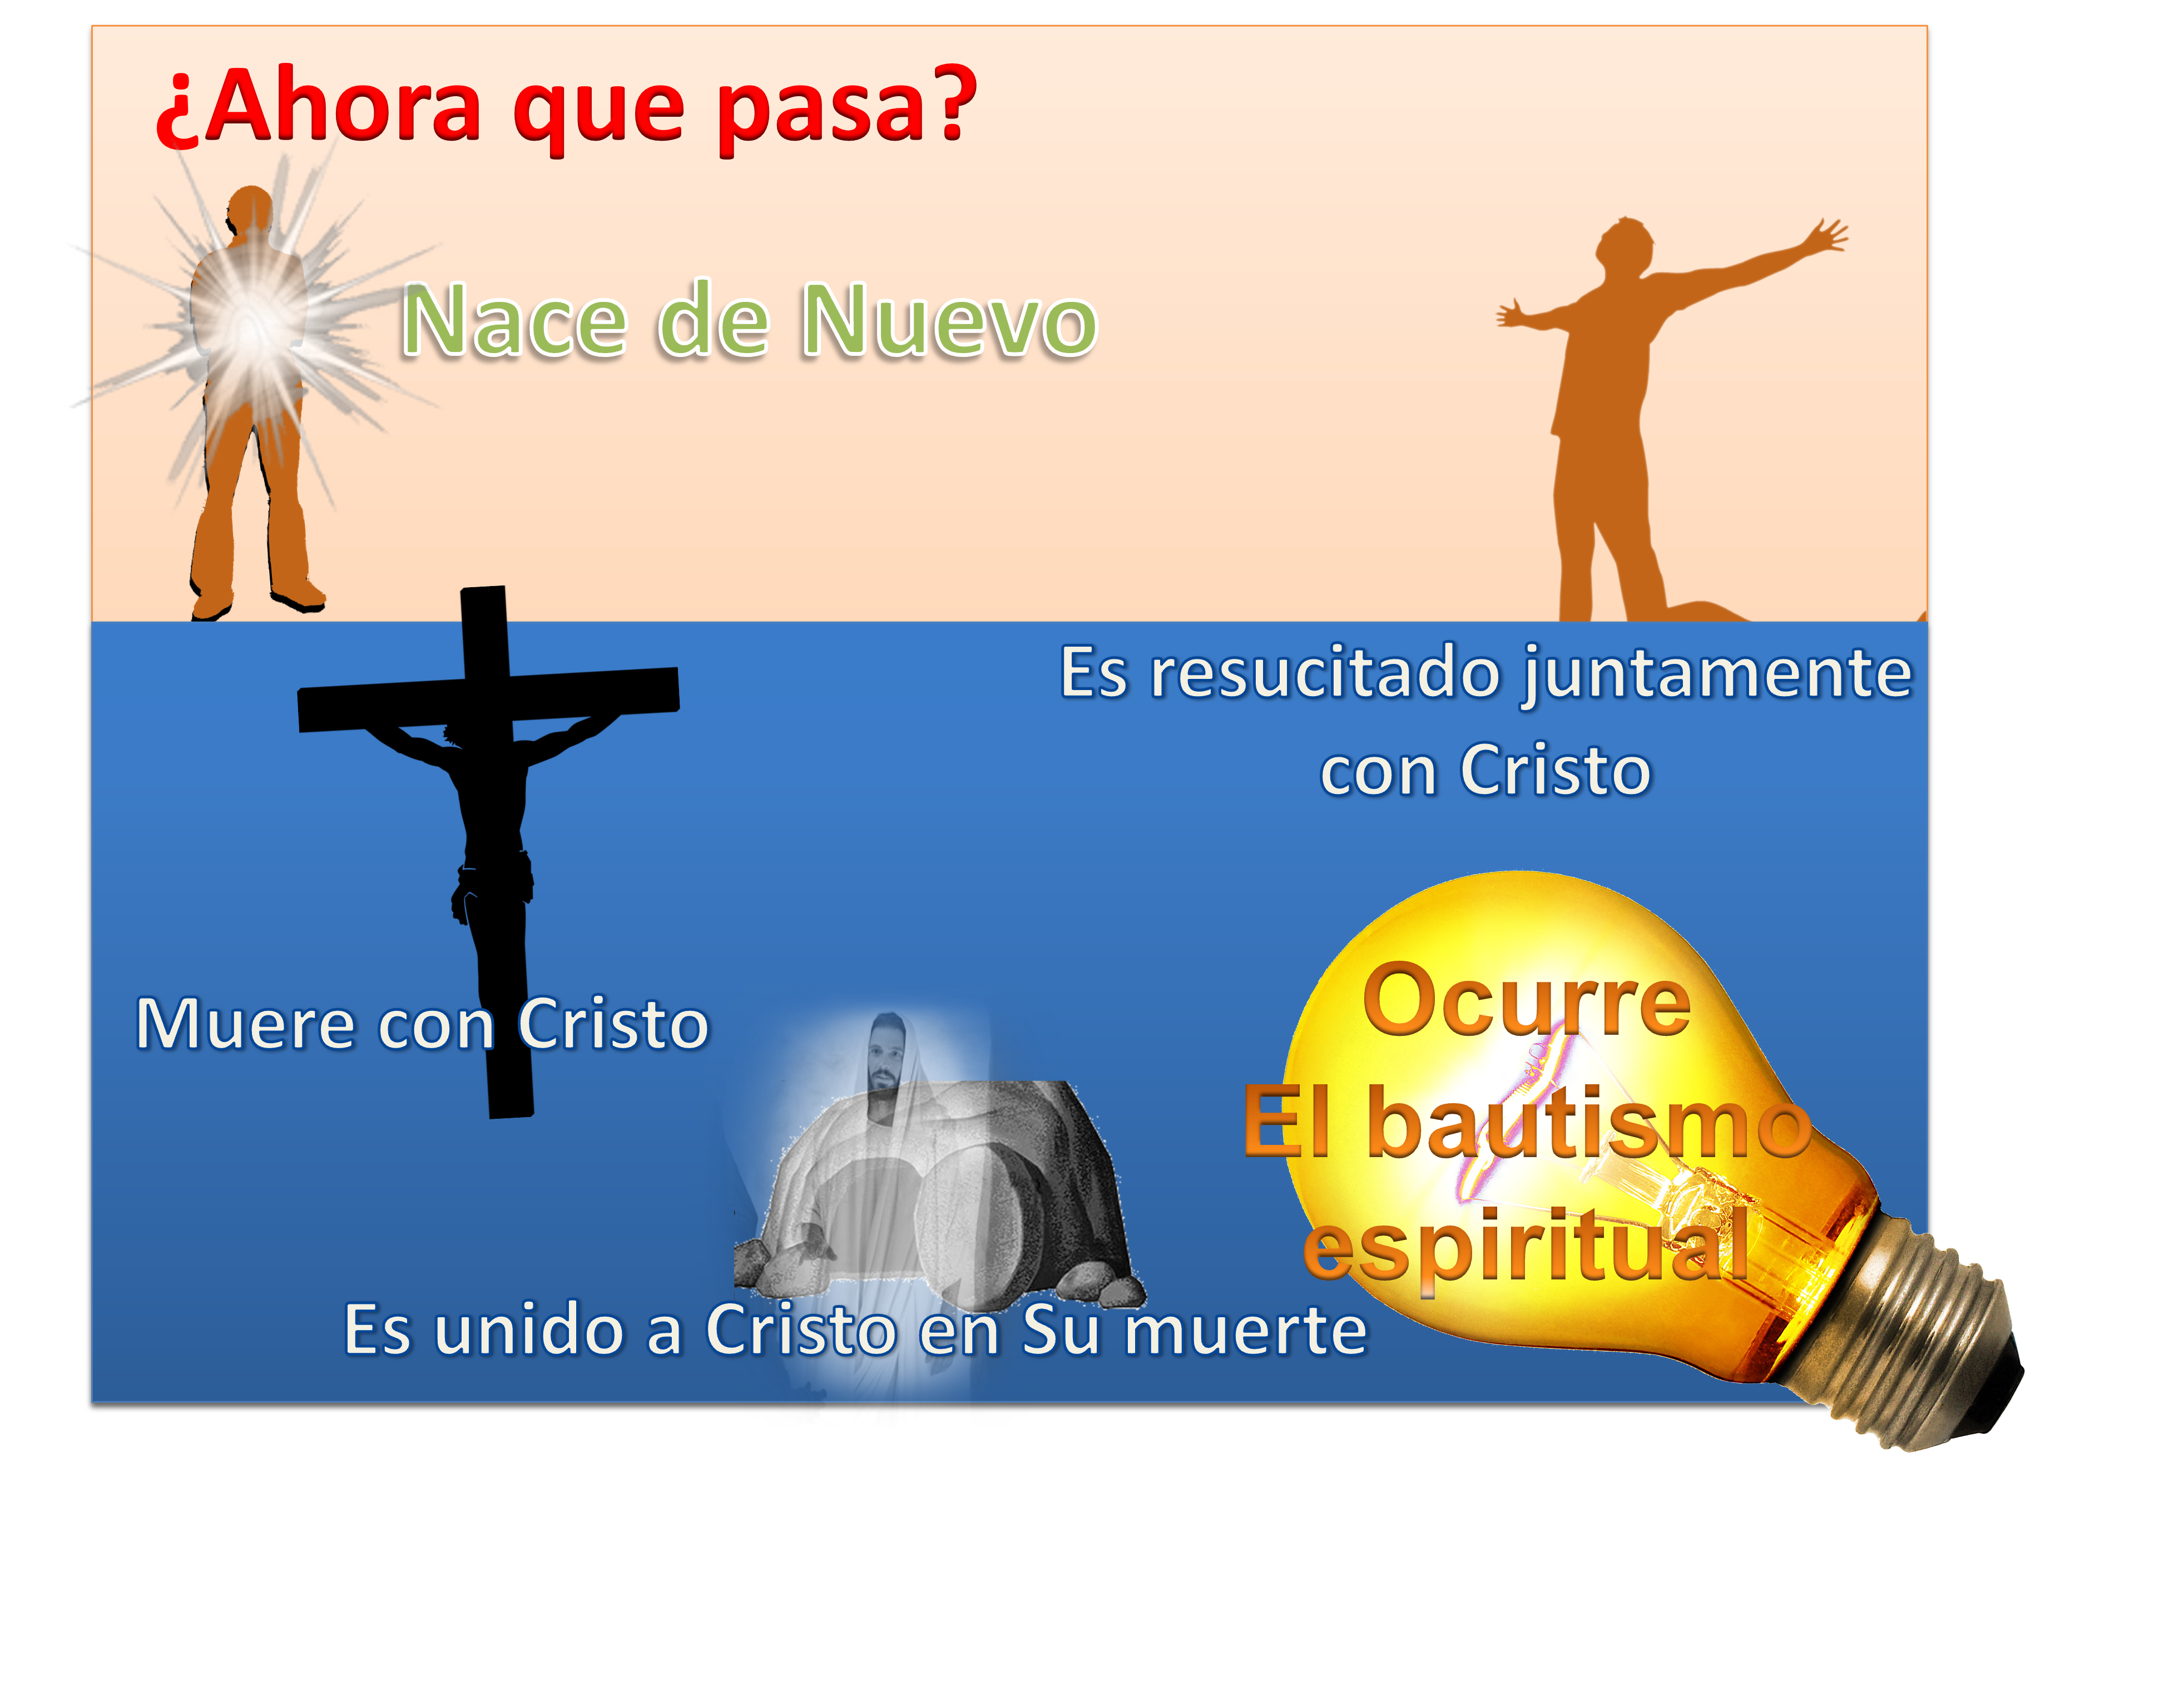 ¿Ahora que pasa?
Nace de Nuevo
Es resucitado juntamente
con Cristo
Muere con Cristo
Ocurre
El bautismo
espiritual
Es unido a Cristo en Su muerte